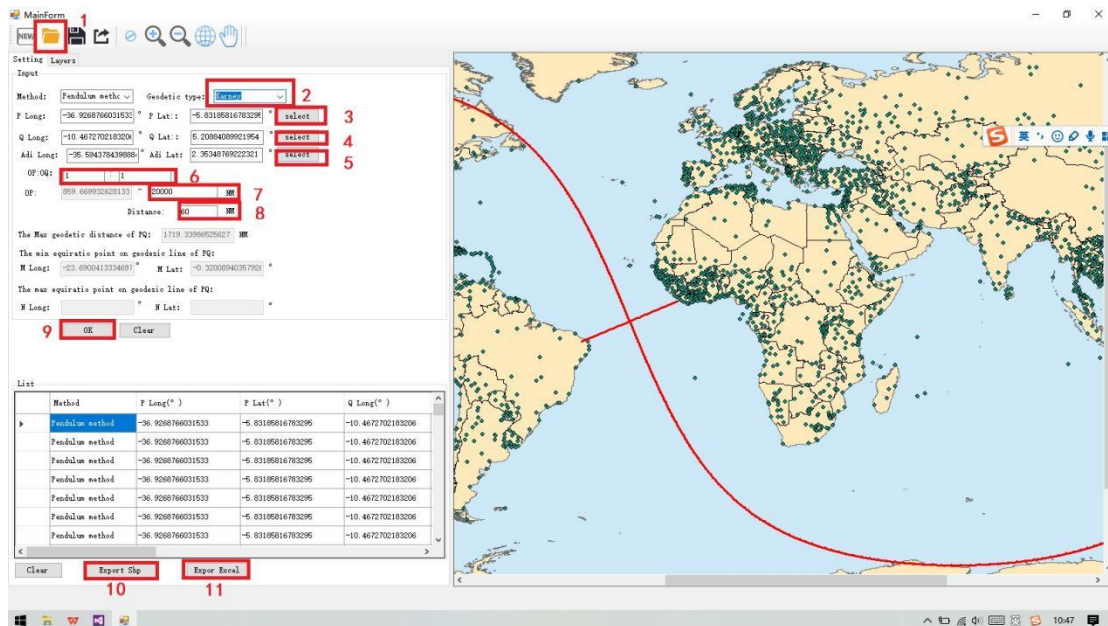 MainForm
1
NEW
Setting Layers
Input
Method: Pendulum methc Geodetic type: Karney 2
P Long: -36.9268766031533 ° P Lat: -5.83185816783295 ° select 3
Q Long: -10.4672702183206 ° Q Lat: 5.20884089921954 ° select 4
Adi Long: -35.594378439888 ° Adi Lat: 2.35348769222321 ° select 5
OP:OQ: 1 : 1 6
OP: 859.669932628133 ~ 20000 NM 7
Distance: 60 NM 8
The Max geodetic distance of PQ: 1719.33986525627 NM
The min equiratio point on geodesic line of PQ:
M Long: -23.6900413334697 ° M Lat: -0.3200894035792 °
The max equiratio point on geodesic line of PQ:
N Long: ° N Lat: °
9 OK Clear
List
Method P Long(°) P Lat(°) Q Long(°)
Pendulum method -36.9268766031533 -5.83185816783295 -10.4672702183206
Pendulum method -36.9268766031533 -5.83185816783295 -10.4672702183206
Pendulum method -36.9268766031533 -5.83185816783295 -10.4672702183206
Pendulum method -36.9268766031533 -5.83185816783295 -10.4672702183206
Pendulum method -36.9268766031533 -5.83185816783295 -10.4672702183206
Pendulum method -36.9268766031533 -5.83185816783295 -10.4672702183206
Pendulum method -36.9268766031533 -5.83185816783295 -10.4672702183206
Clear Export Shp Expor Excel
10 11
英
10:47